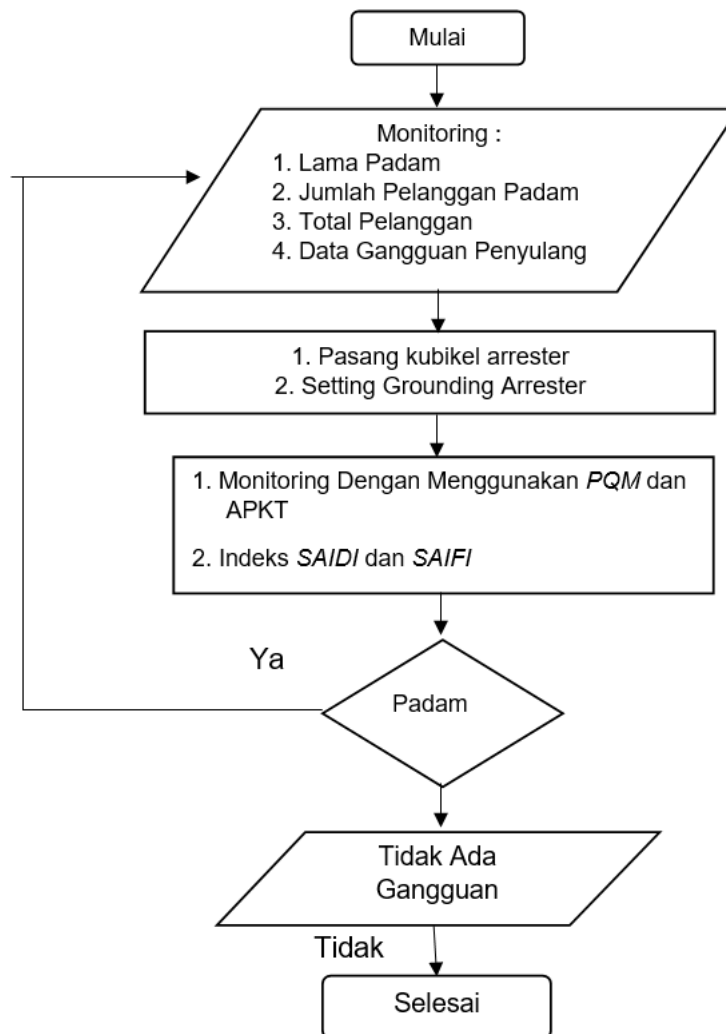 Mulai
Monitoring :
1. Lama Padam
2. Jumlah Pelanggan Padam
3. Total Pelanggan
4. Data Gangguan Penyulang
1. Pasang kubikel arrester
2. Setting Grounding Arrester
1. Monitoring Dengan Menggunakan PQM dan
APKT
2. Indeks SAIDI dan SAIFI
Ya
Padam
Tidak Ada
Gangguan
Tidak
Selesai